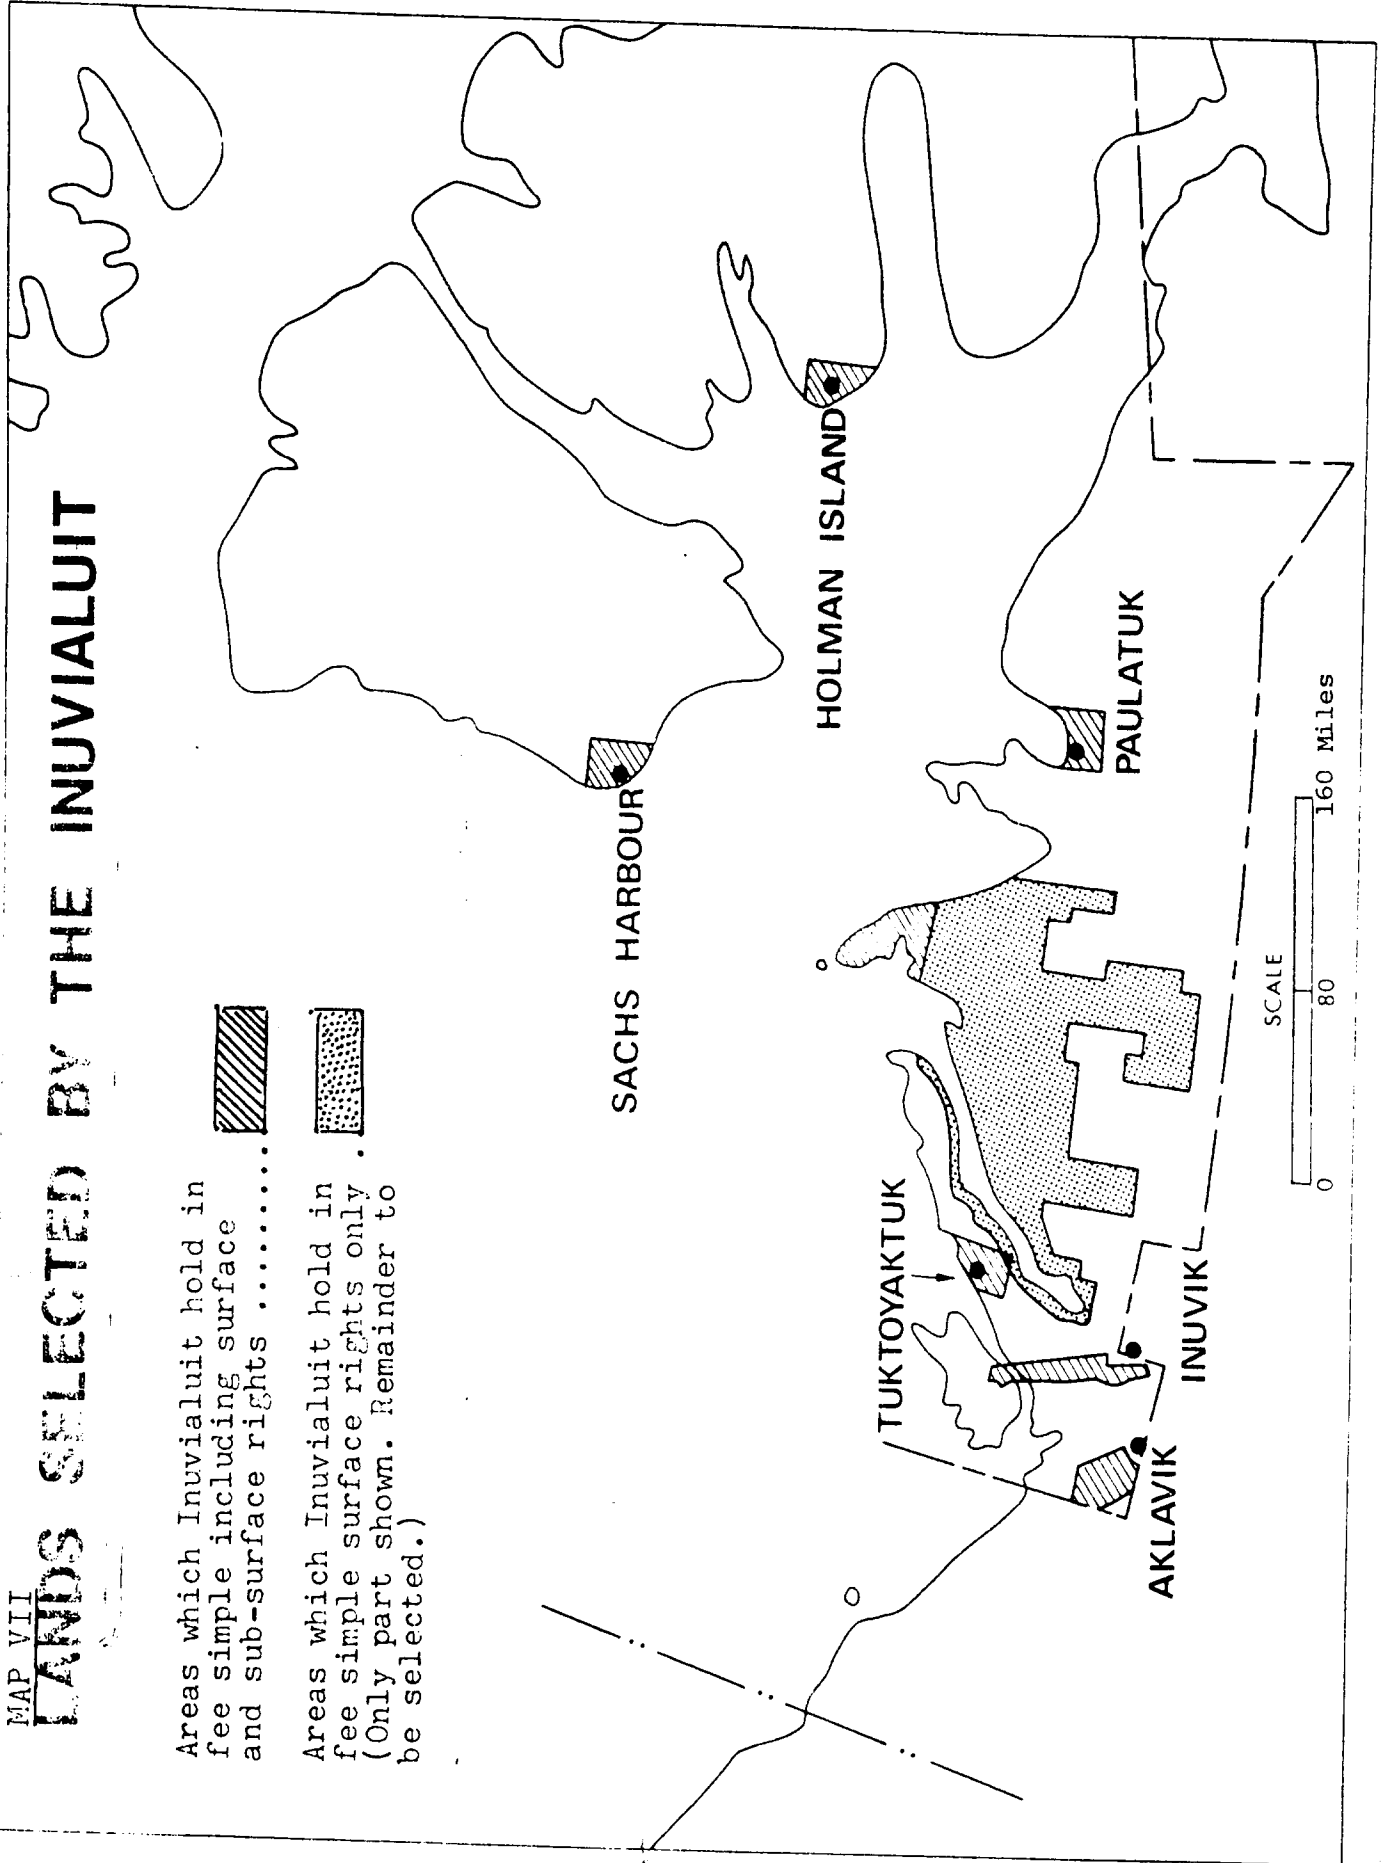 MAP VII
LANDS SELECTED BY THE INUVIALUIT
Areas which Inuvialuit hold in
fee simple including surface
and sub-surface rights .........
Areas which Inuvialuit hold in
fee simple surface rights only .
(Only part shown. Remainder to
be selected.)
SACHS HARBOUR
HOLMAN ISLAND
TUKTOYAKTUK
PAULATUK
INUVIK
AKLAVIK
SCALE
0 80 160 Miles